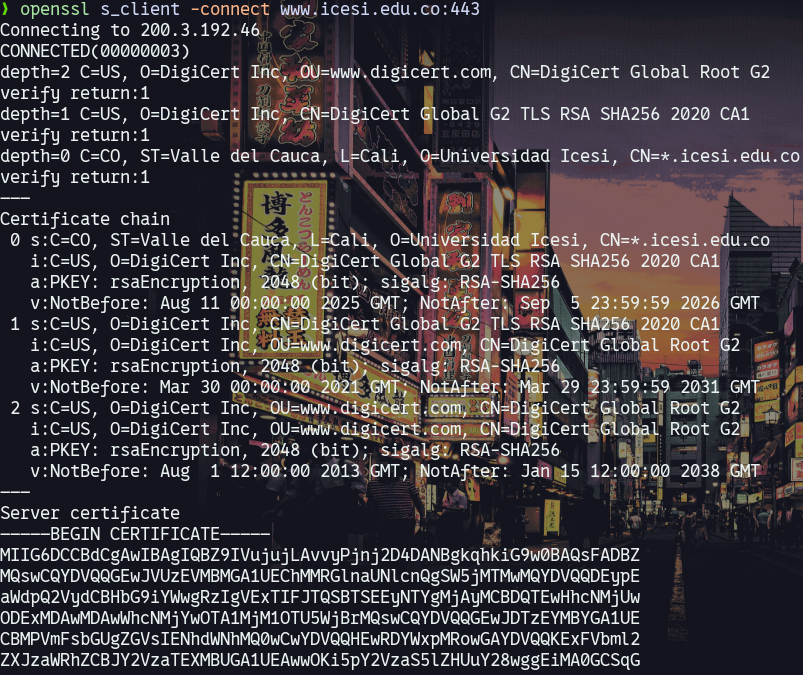 ❯ openssl s_client -connect www.icesi.edu.co:443
Connecting to 200.3.192.46
CONNECTED(00000003)
depth=2 C=US, O=DigiCert Inc, OU=www.digicert.com, CN=DigiCert Global Root G2
verify return:1
depth=1 C=US, O=DigiCert Inc, CN=DigiCert Global G2 TLS RSA SHA256 2020 CA1
verify return:1
depth=0 C=CO, ST=Valle del Cauca, L=Cali, O=Universidad Icesi, CN=*.icesi.edu.co
verify return:1
---
Certificate chain
 0 s:C=CO, ST=Valle del Cauca, L=Cali, O=Universidad Icesi, CN=*.icesi.edu.co
   i:C=US, O=DigiCert Inc, CN=DigiCert Global G2 TLS RSA SHA256 2020 CA1
   a:PKEY: rsaEncryption, 2048 (bit); sigalg: RSA-SHA256
   v:NotBefore: Aug 11 00:00:00 2025 GMT; NotAfter: Sep  5 23:59:59 2026 GMT
 1 s:C=US, O=DigiCert Inc, CN=DigiCert Global G2 TLS RSA SHA256 2020 CA1
   i:C=US, O=DigiCert Inc, OU=www.digicert.com, CN=DigiCert Global Root G2
   a:PKEY: rsaEncryption, 2048 (bit); sigalg: RSA-SHA256
   v:NotBefore: Mar 30 00:00:00 2021 GMT; NotAfter: Mar 29 23:59:59 2031 GMT
 2 s:C=US, O=DigiCert Inc, OU=www.digicert.com, CN=DigiCert Global Root G2
   i:C=US, O=DigiCert Inc, OU=www.digicert.com, CN=DigiCert Global Root G2
   a:PKEY: rsaEncryption, 2048 (bit); sigalg: RSA-SHA256
   v:NotBefore: Aug  1 12:00:00 2013 GMT; NotAfter: Jan 15 12:00:00 2038 GMT
---
Server certificate
-----BEGIN CERTIFICATE-----
MIIG6DCCBdCgAwIBAgIQBZ9IVujujLAvvyPjnj2D4DANBgkqhkiG9w0BAQsFADBZ
MQswCQYDVQQGEwJVUzEVMBMGA1UEChMMRGlnaUNlcnQgSW5jMTMwMQYDVQQDEypE
aWdpQ2VydCBHbG9iYWwgRzIgVExTIFJTQSBTSEEyNTYgMjAyMCBDQTEwHhcNMjUw
ODExMDAwMDAwWhcNMjYwOTA1MjM1OTU5WjBrMQswCQYDVQQGEwJDTzEYMBYGA1UE
CBMPVmFsbGUgZGVsIENhdWNhMQ0wCwYDVQQHEwRDYWxpMRowGAYDVQQKExFVbml2
ZXJzaWRhZCBJY2VzaTEXMBUGA1UEAwwOKi5pY2VzaS5lZHUuY28wggEiMA0GCSqG